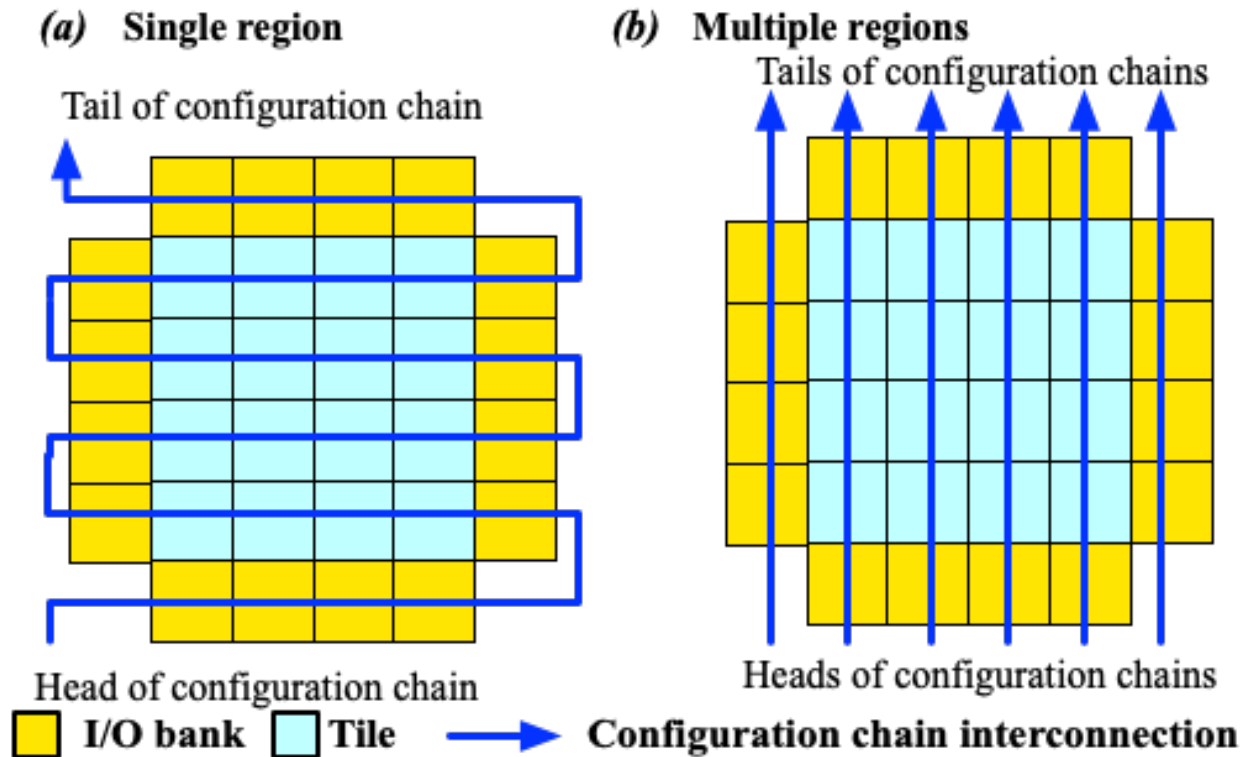 (a) Single region
Tail of configuration chain
Head of configuration chain
(b) Multiple regions
Tails of configuration chains
Heads of configuration chains
I/O bank
Tile
Configuration chain interconnection